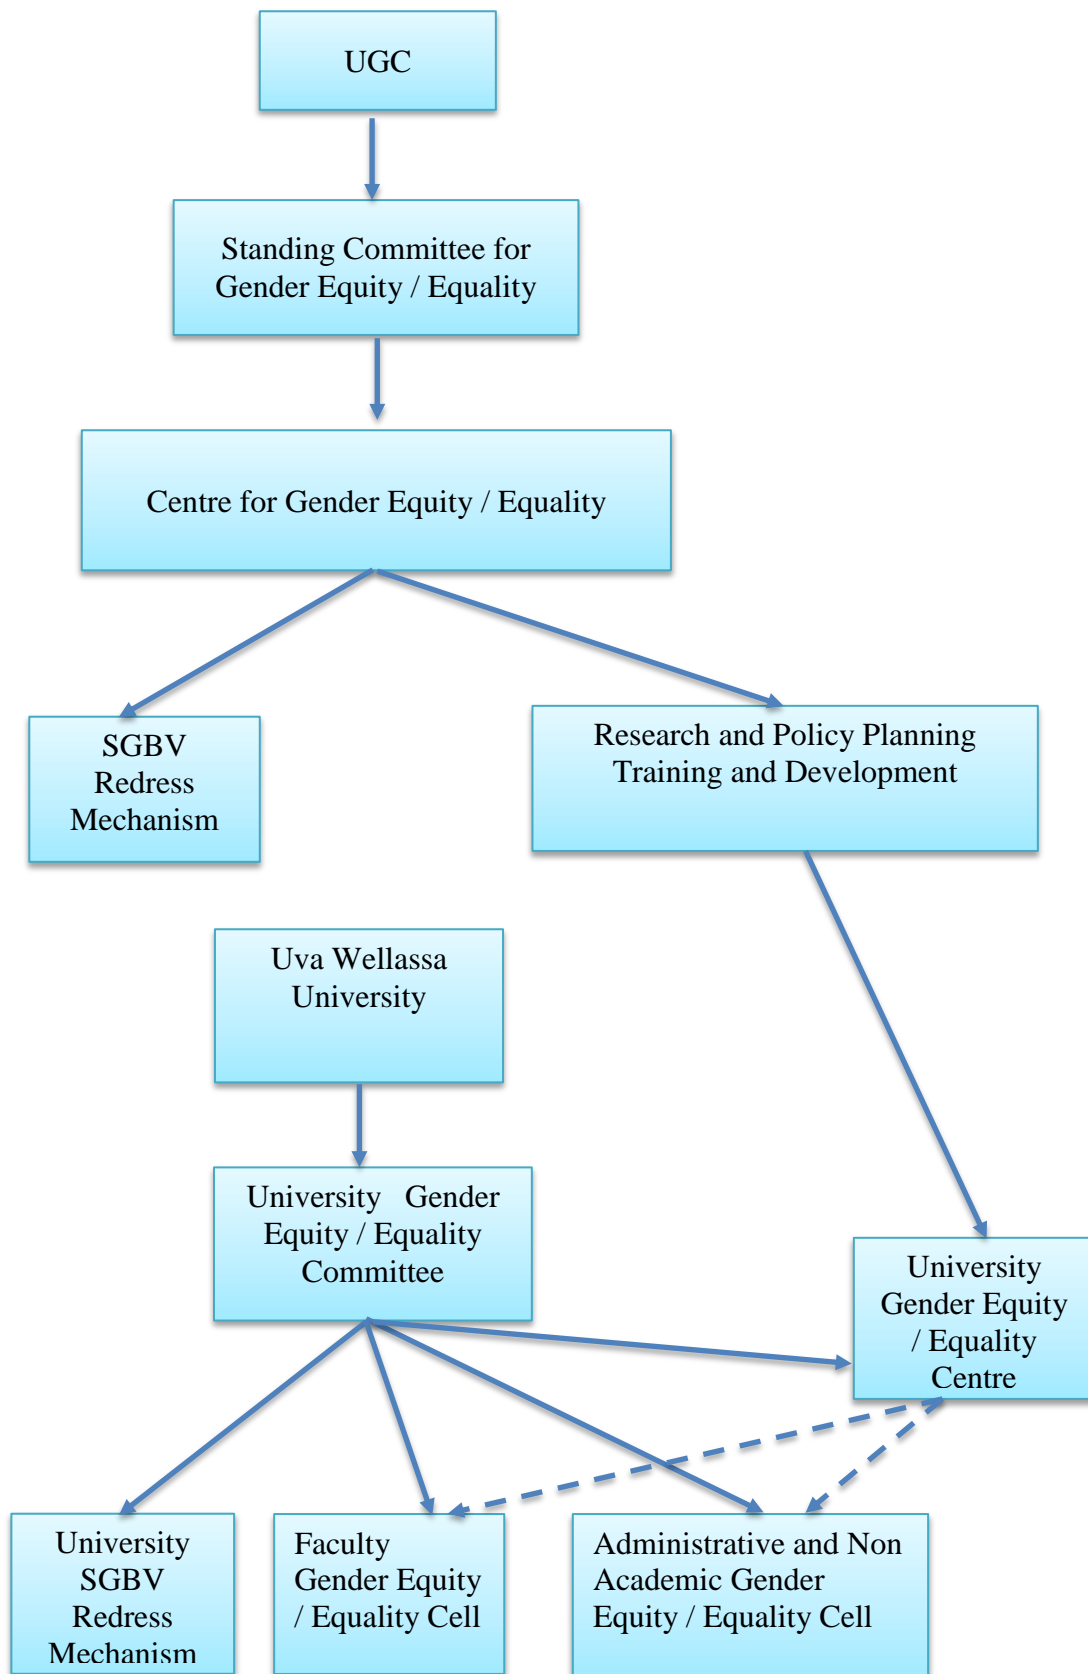 UGC
Standing Committee for
Gender Equity / Equality
Centre for Gender Equity / Equality
SGBV
Redress
Mechanism
Research and Policy Planning
Training and Development
Uva Wellassa
University
University Gender
Equity / Equality
Committee
University
Gender Equity
/ Equality
Centre
University
SGBV
Redress
Mechanism
Faculty
Gender Equity
/ Equality Cell
Administrative and Non
Academic Gender
Equity / Equality Cell